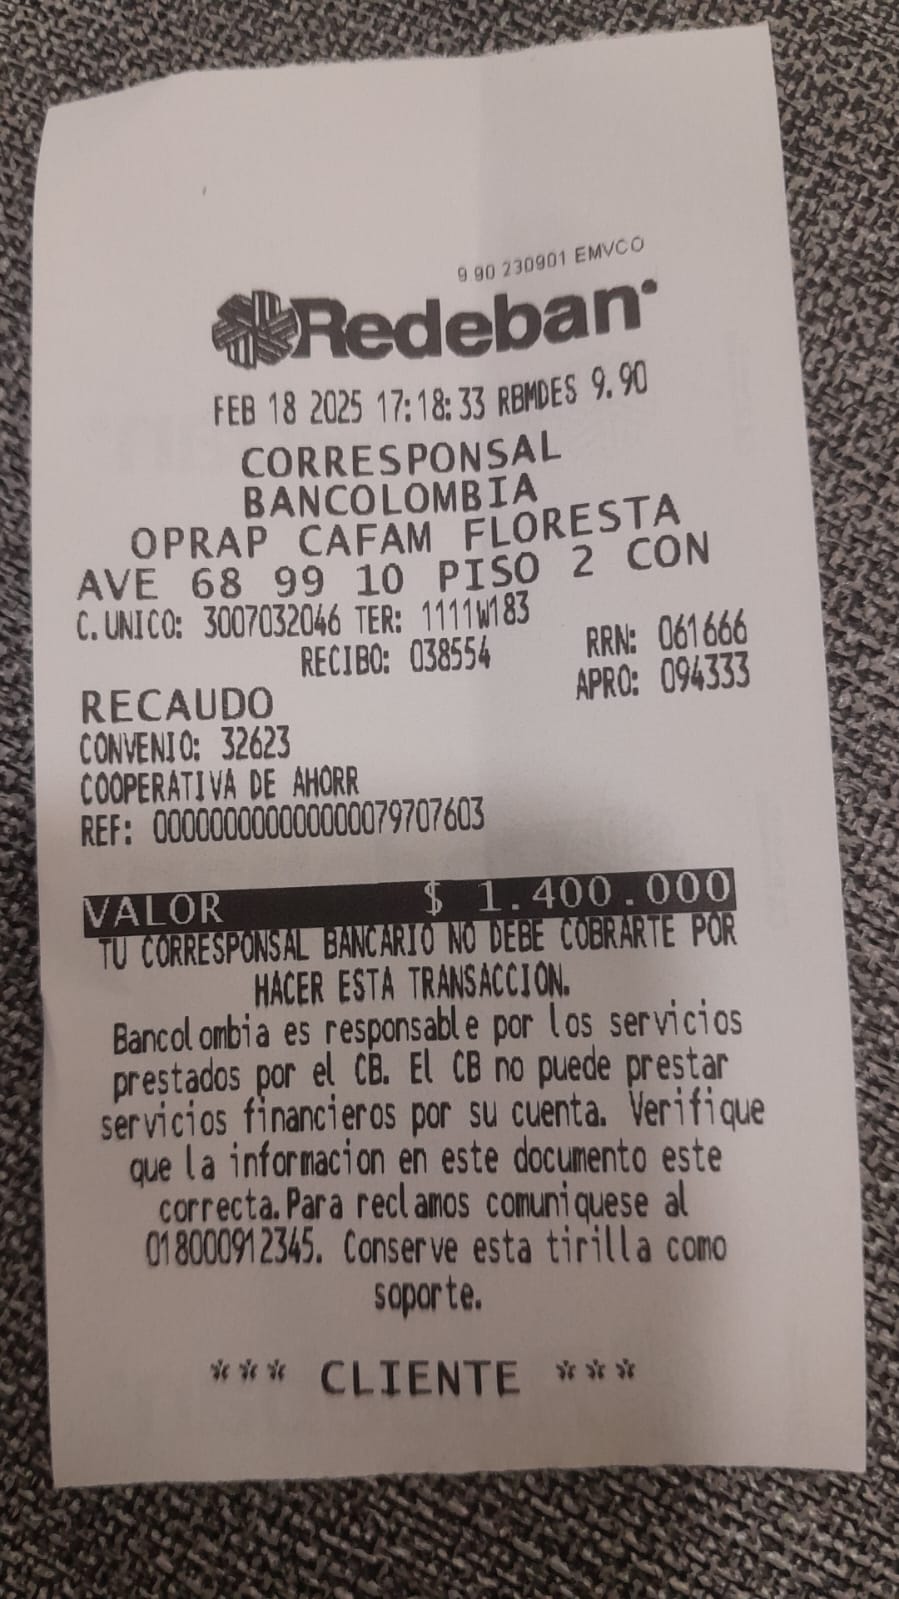 9.90 230901 EMVCO
Redeban
FEB 18 2025 17:18:33 RBMDES 9.90
CORRESPONSAL
BANCOLOMBIA
OPRAP CAFAM FLORESTA
AVE 68 99 10 PISO 2 CON
C.UNICO: 3007032046 TER: 1111W183
RECIBO: 038554 RRN: 061666
RECAUDO APRO: 094333
CONVENIO: 32623
COOPERATIVA DE AHORR
REF: 000000000000000079707603
VALOR $ 1.400.000
TU CORRESPONSAL BANCARIO NO DEBE COBRARTE POR
HACER ESTA TRANSACCION.
Bancolombia es responsable por los servicios
prestados por el CB. El CB no puede prestar
servicios financieros por su cuenta. Verifique
que la informacion en este documento este
correcta.Para reclamos comuniquese al
018000912345. Conserve esta tirilla como
soporte.
*** CLIENTE ***